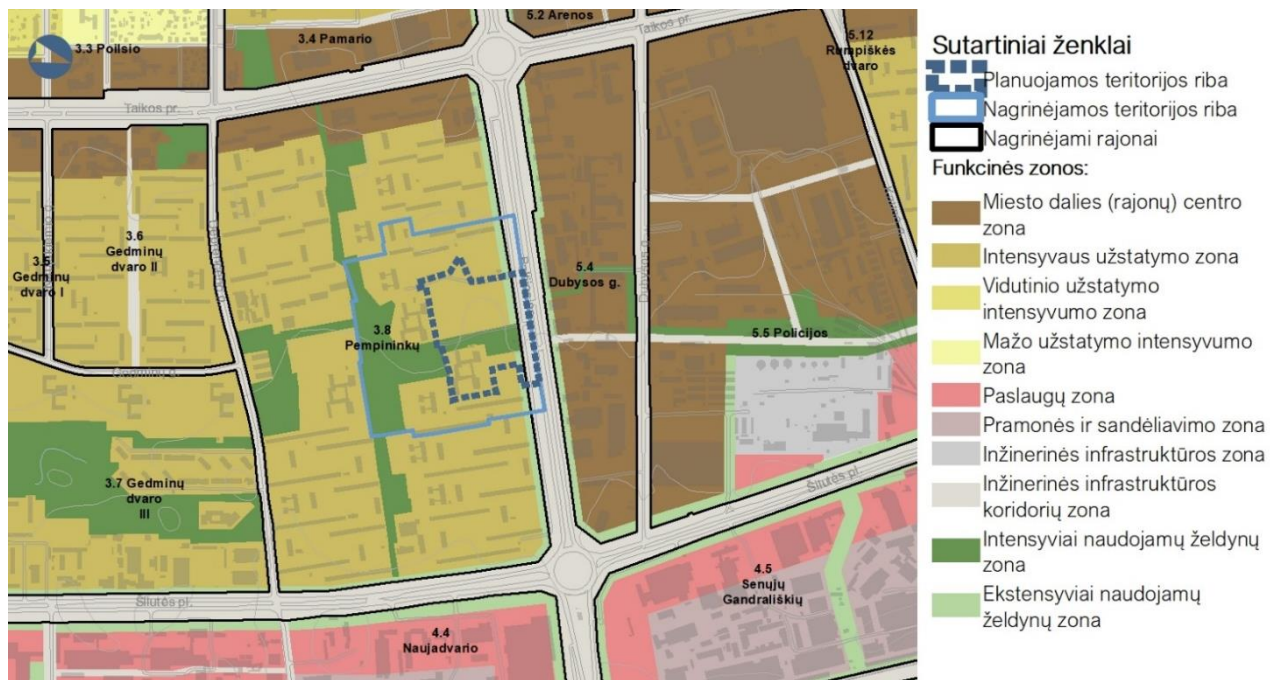 5.2 Arenos
Taikos pr.
3.3 Poilsio
3.4 Pamario
5.12
Rumpiškės
dvaro
Taikos pr.
3.6
Gedminų
dvaro II
3.5
Gedminų
dvaro I
5.4
Dubysos g.
Dubysos g.
3.8
Pempininkų
5.5 Policijos
Gedminų g.
3.7 Gedminų
dvaro
III
Šilutės pl.
4.5
Senųjų
Gandrališkių
Šilutės pl.
4.4
Naujadvario
Sutartiniai ženklai
Planuojamos teritorijos riba
Nagrinėjamos teritorijos riba
Nagrinėjami rajonai
Funkcinės zonos:
Miesto dalies (rajonų) centro
zona
Intensyvaus užstatymo zona
Vidutinio užstatymo
intensyvumo zona
Mažo užstatymo intensyvumo
zona
Paslaugų zona
Pramonės ir sandėliavimo zona
Inžinerinės infrastruktūros zona
Inžinerinės infrastruktūros
koridorių zona
Intensyviai naudojamų želdynų
zona
Ekstensyviai naudojamų
želdynų zona